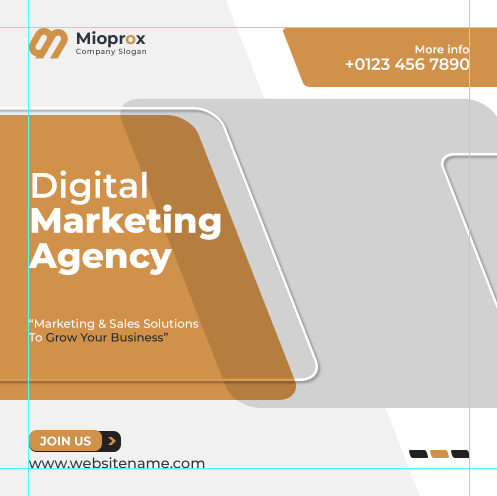 Mioprox
Company Slogan
More info
+0123 456 7890
Digital
Marketing
Agency
“Marketing & Sales Solutions
To Grow Your Business”
JOIN US
www.websitename.com